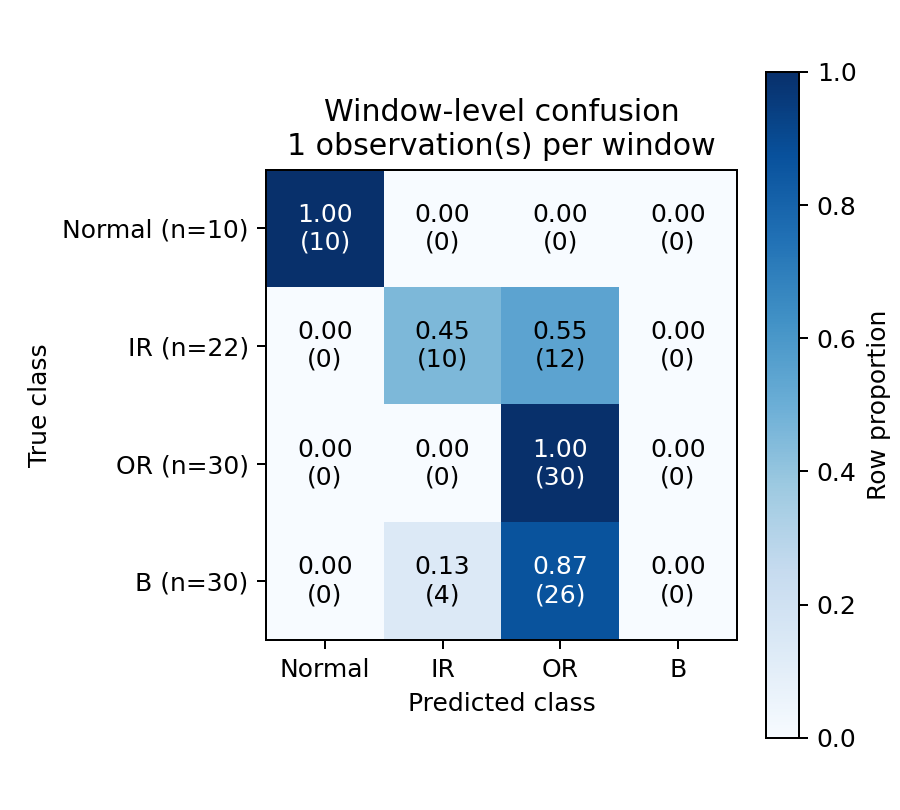 Window-level confusion
1 observation(s) per window
True class
Normal (n=10)
1.00 0.00 0.00 0.00
(10) (0) (0) (0)
IR (n=22)
0.00 0.45 0.55 0.00
(0) (10) (12) (0)
OR (n=30)
0.00 0.00 1.00 0.00
(0) (0) (30) (0)
B (n=30)
0.00 0.13 0.87 0.00
(0) (4) (26) (0)
Normal IR OR B
Predicted class
1.0
0.8
0.6
0.4
0.2
0.0
Row proportion